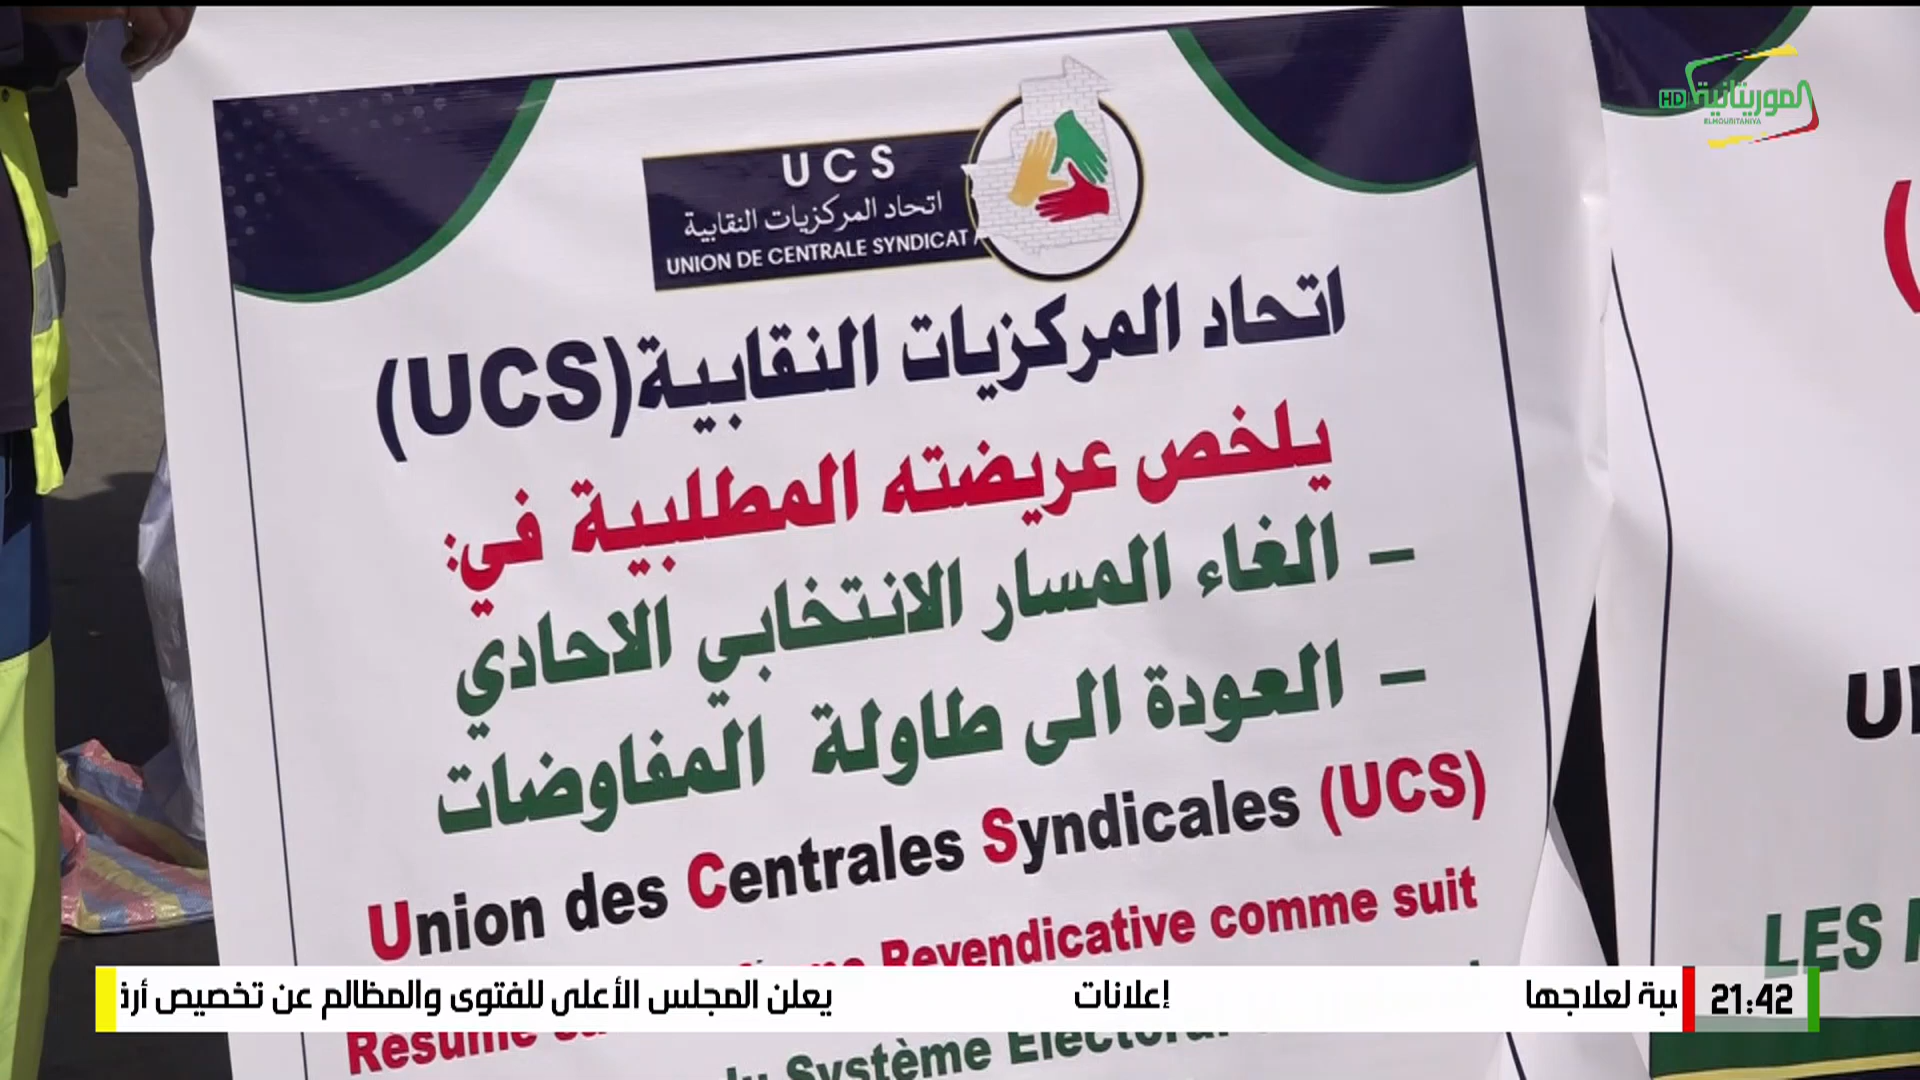 الموريتانية
HD
ELMOURITANIYA
UCS
اتحاد المركزيات النقابية
UNION DE CENTRALE SYNDICAT
اتحاد المركزيات النقابية (UCS)
يلخص عريضته المطلبية في:
– الغاء المسار الانتخابي الاحادي
– العودة الى طاولة المفاوضات
Union des Centrales Syndicales (UCS)
Revendicative comme suit
Système
LES
21:42
لعلاجها
إعلانات
يعلن المجلس الأعلى للفتوى والمظالم عن تخصيص